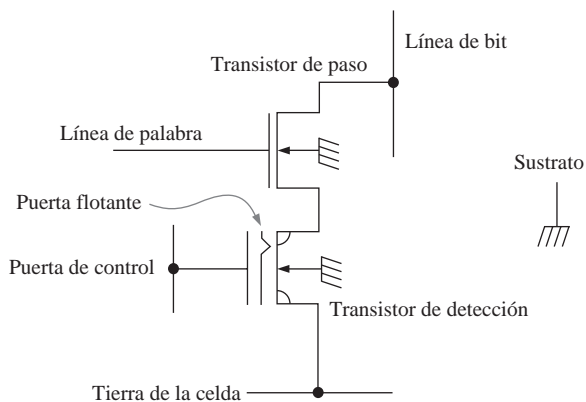 Línea de bit
Transistor de paso
Línea de palabra
Sustrato
Puerta flotante
Puerta de control
Transistor de detección
Tierra de la celda